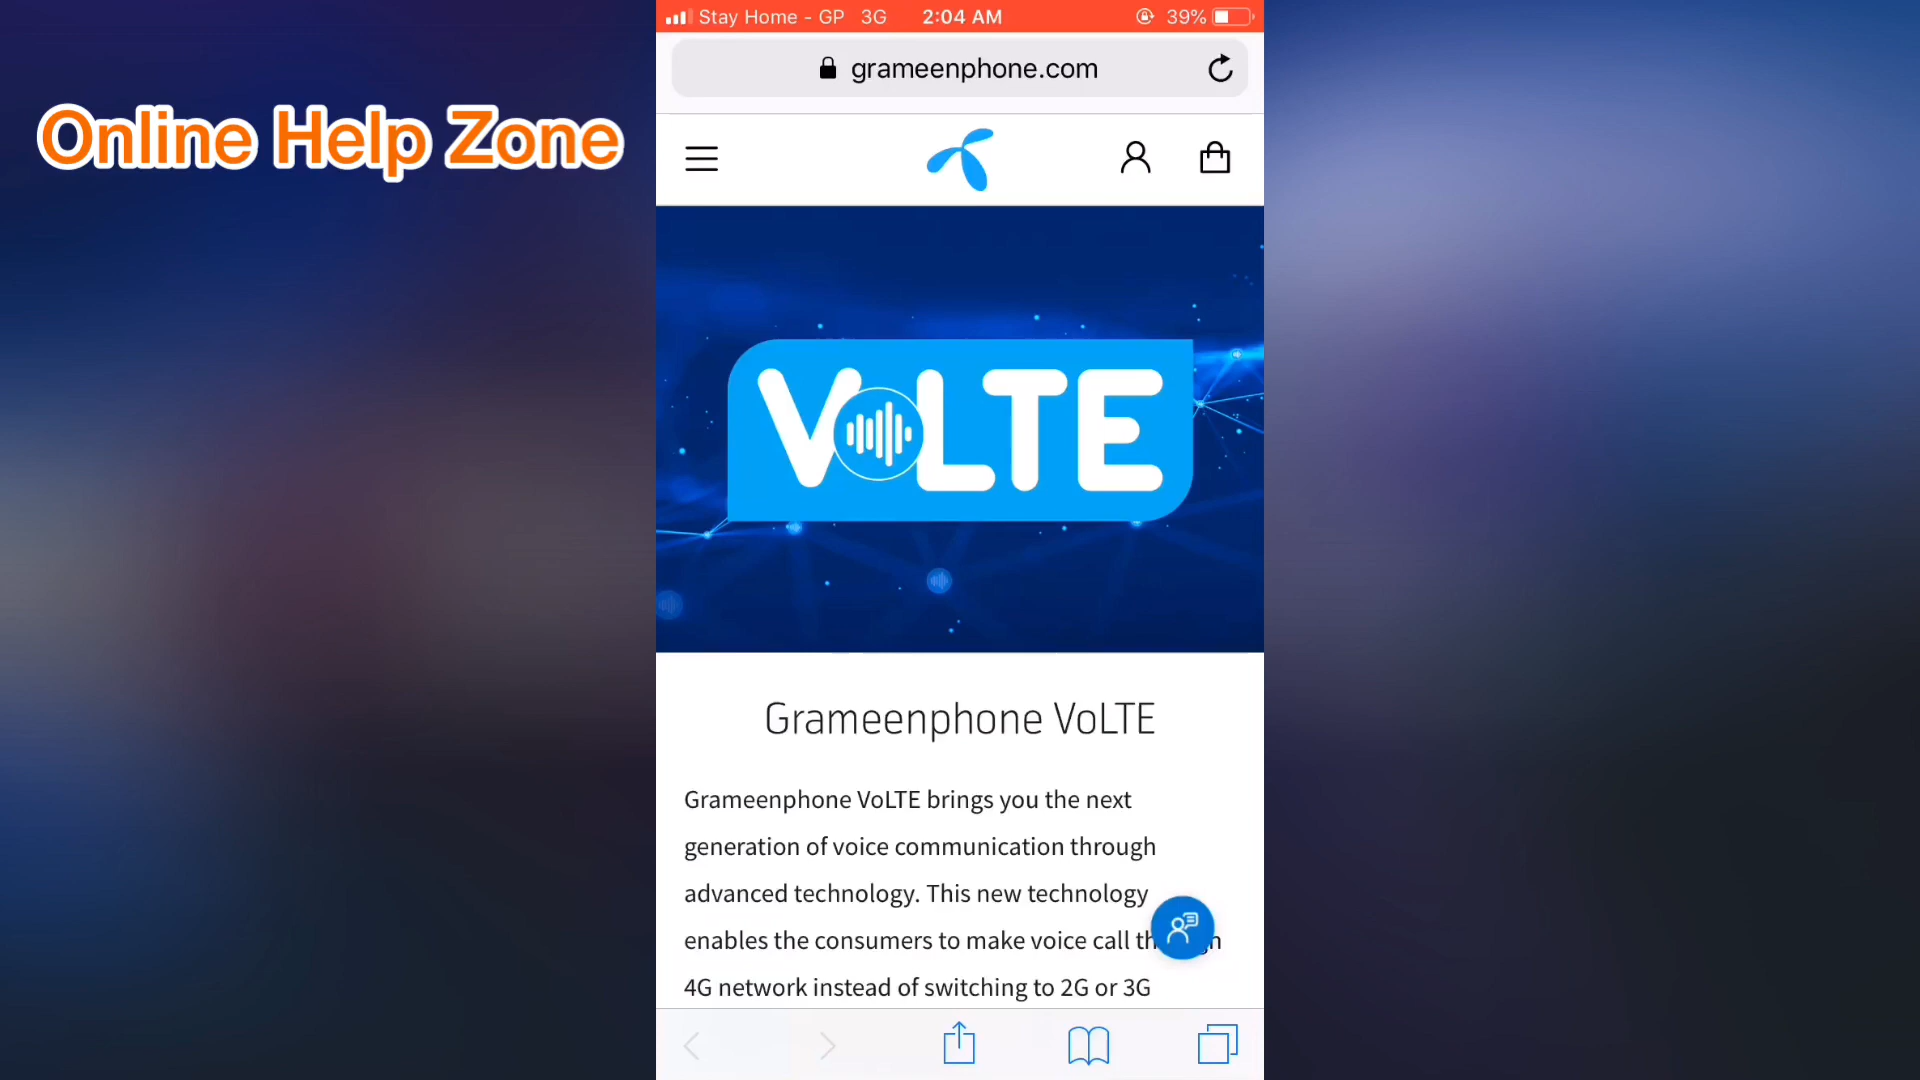 Online Help Zone
Stay Home - GP 3G 2:04 AM 39%
grameenphone.com
VoLTE
Grameenphone VoLTE
Grameenphone VoLTE brings you the next
generation of voice communication through
advanced technology. This new technology
enables the consumers to make voice call
4G network instead of switching to 2G or 3G